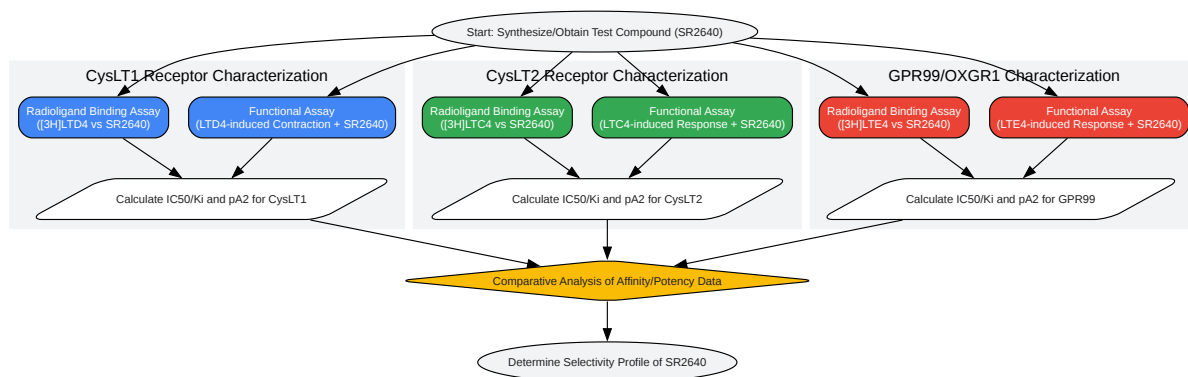 Start: Synthesize/Obtain Test Compound (SR2640)
CysLT1 Receptor Characterization
Radioligand Binding Assay
([3H]LTD4 vs SR2640)
Functional Assay
(LTD4-induced Contraction + SR2640)
Calculate IC50/Ki and pA2 for CysLT1
CysLT2 Receptor Characterization
Radioligand Binding Assay
([3H]LTC4 vs SR2640)
Functional Assay
(LTC4-induced Response + SR2640)
Calculate IC50/Ki and pA2 for CysLT2
GPR99/OXGR1 Characterization
Radioligand Binding Assay
([3H]LTE4 vs SR2640)
Functional Assay
(LTE4-induced Response + SR2640)
Calculate IC50/Ki and pA2 for GPR99
Comparative Analysis of Affinity/Potency Data
Determine Selectivity Profile of SR2640